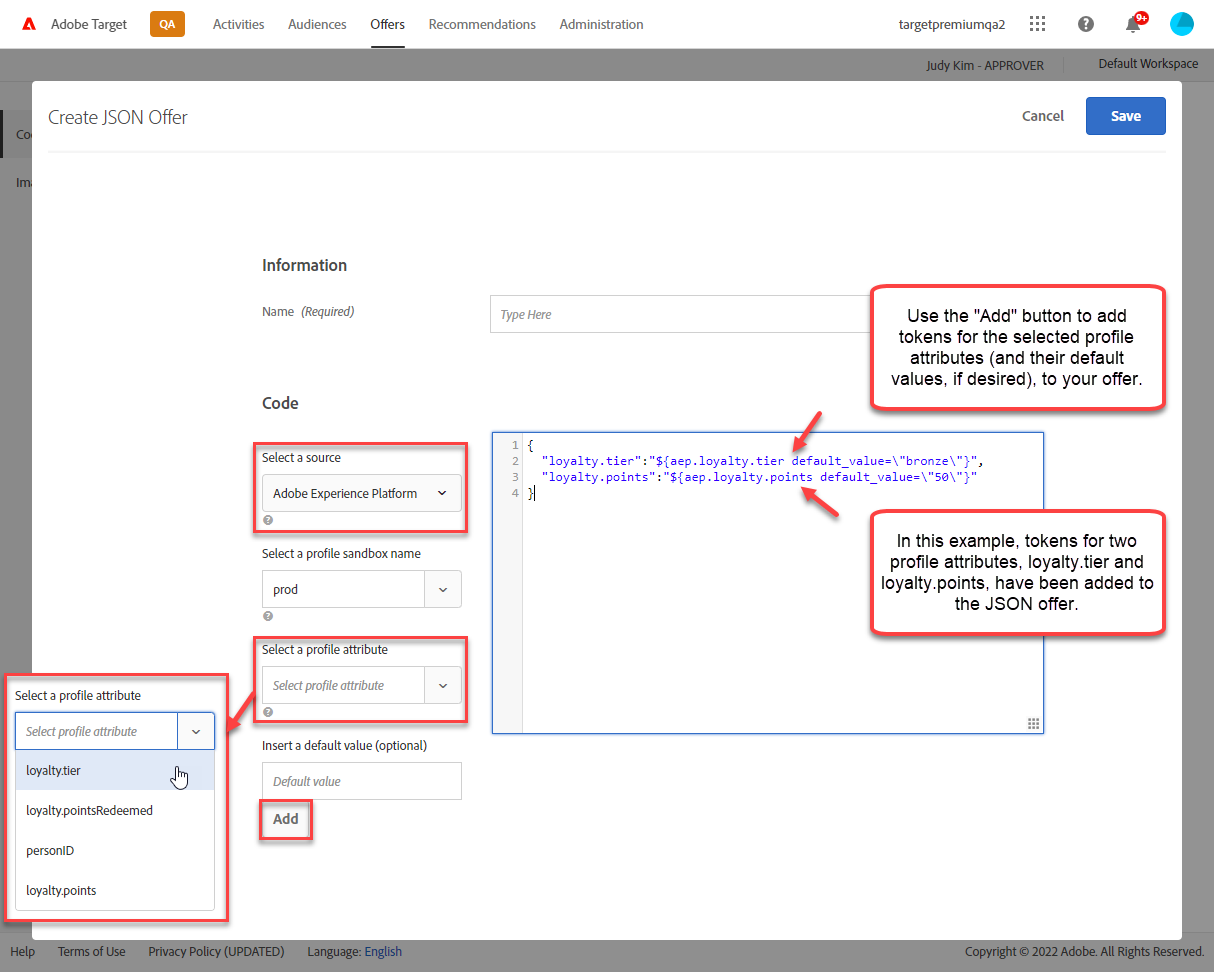 Adobe Target
QA
Activities
Audiences
Offers
Recommendations
Administration
targetpremiumqa2
9+
Judy Kim - APPROVER
Default Workspace
Create JSON Offer
Cancel
Save
Information
Name (Required)
Type Here
Use the "Add" button to add
tokens for the selected profile
attributes (and their default
values, if desired), to your offer.
Code
Select a source
Adobe Experience Platform
Select a profile sandbox name
prod
Select a profile attribute
Select profile attribute
Insert a default value (optional)
Default value
Add
1 {
2 "loyalty.tier":"${aep.loyalty.tier default_value=\"bronze\"}",
3 "loyalty.points":"${aep.loyalty.points default_value=\"50\"}"
4 }
In this example, tokens for two
profile attributes, loyalty.tier and
loyalty.points, have been added to
the JSON offer.
Select a profile attribute
Select profile attribute
loyalty.tier
loyalty.pointsRedeemed
personID
loyalty.points
Help
Terms of Use
Privacy Policy (UPDATED)
Language: English
Copyright © 2022 Adobe. All Rights Reserved.